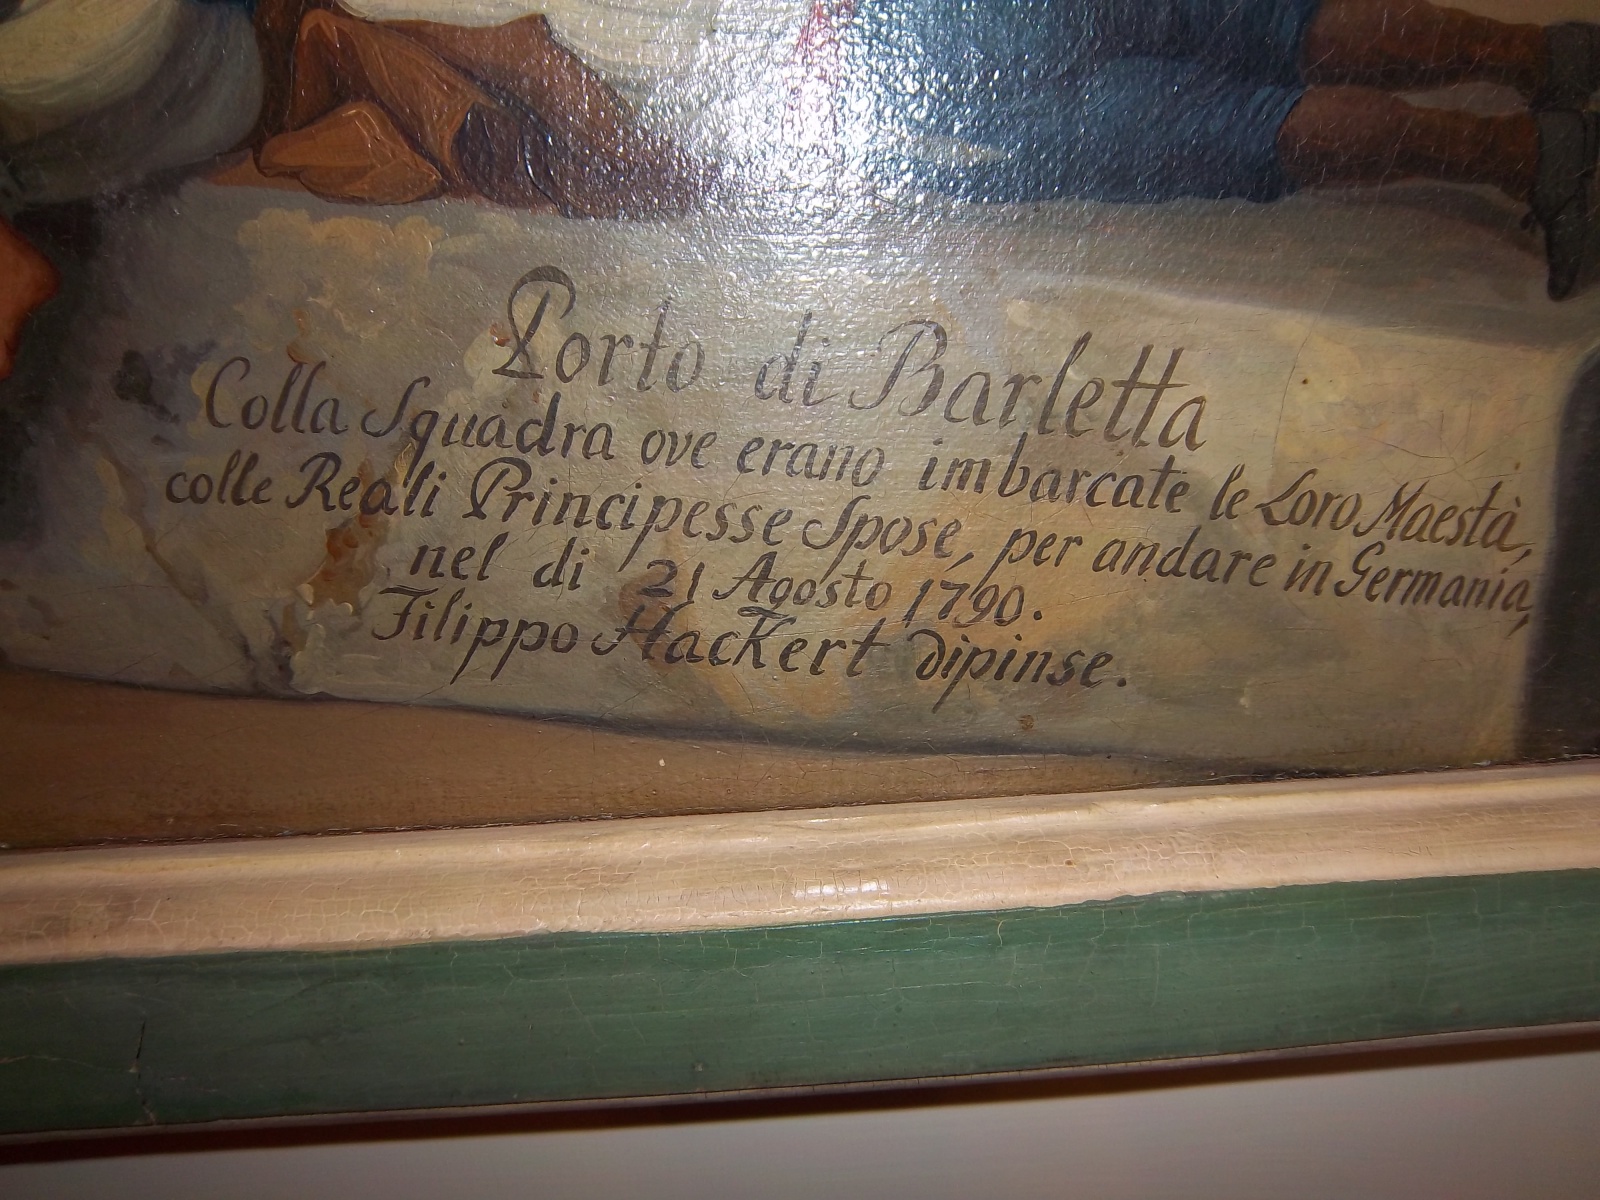 Porto di Barletta
Colla Squadra ove erano imbarcate le Loro Maestà,
colle Reali Principesse Spose, per andare in Germania,
nel di 21 Agosto 1790.
Filippo Hackert dipinse.